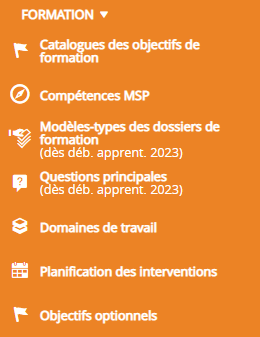 FORMATION
Catalogues des objectifs de
formation
Compétences MSP
Modèles-types des dossiers de
formation
(dès déb. apprent. 2023)
Questions principales
(dès déb. apprent. 2023)
Domaines de travail
Planification des interventions
Objectifs optionnels